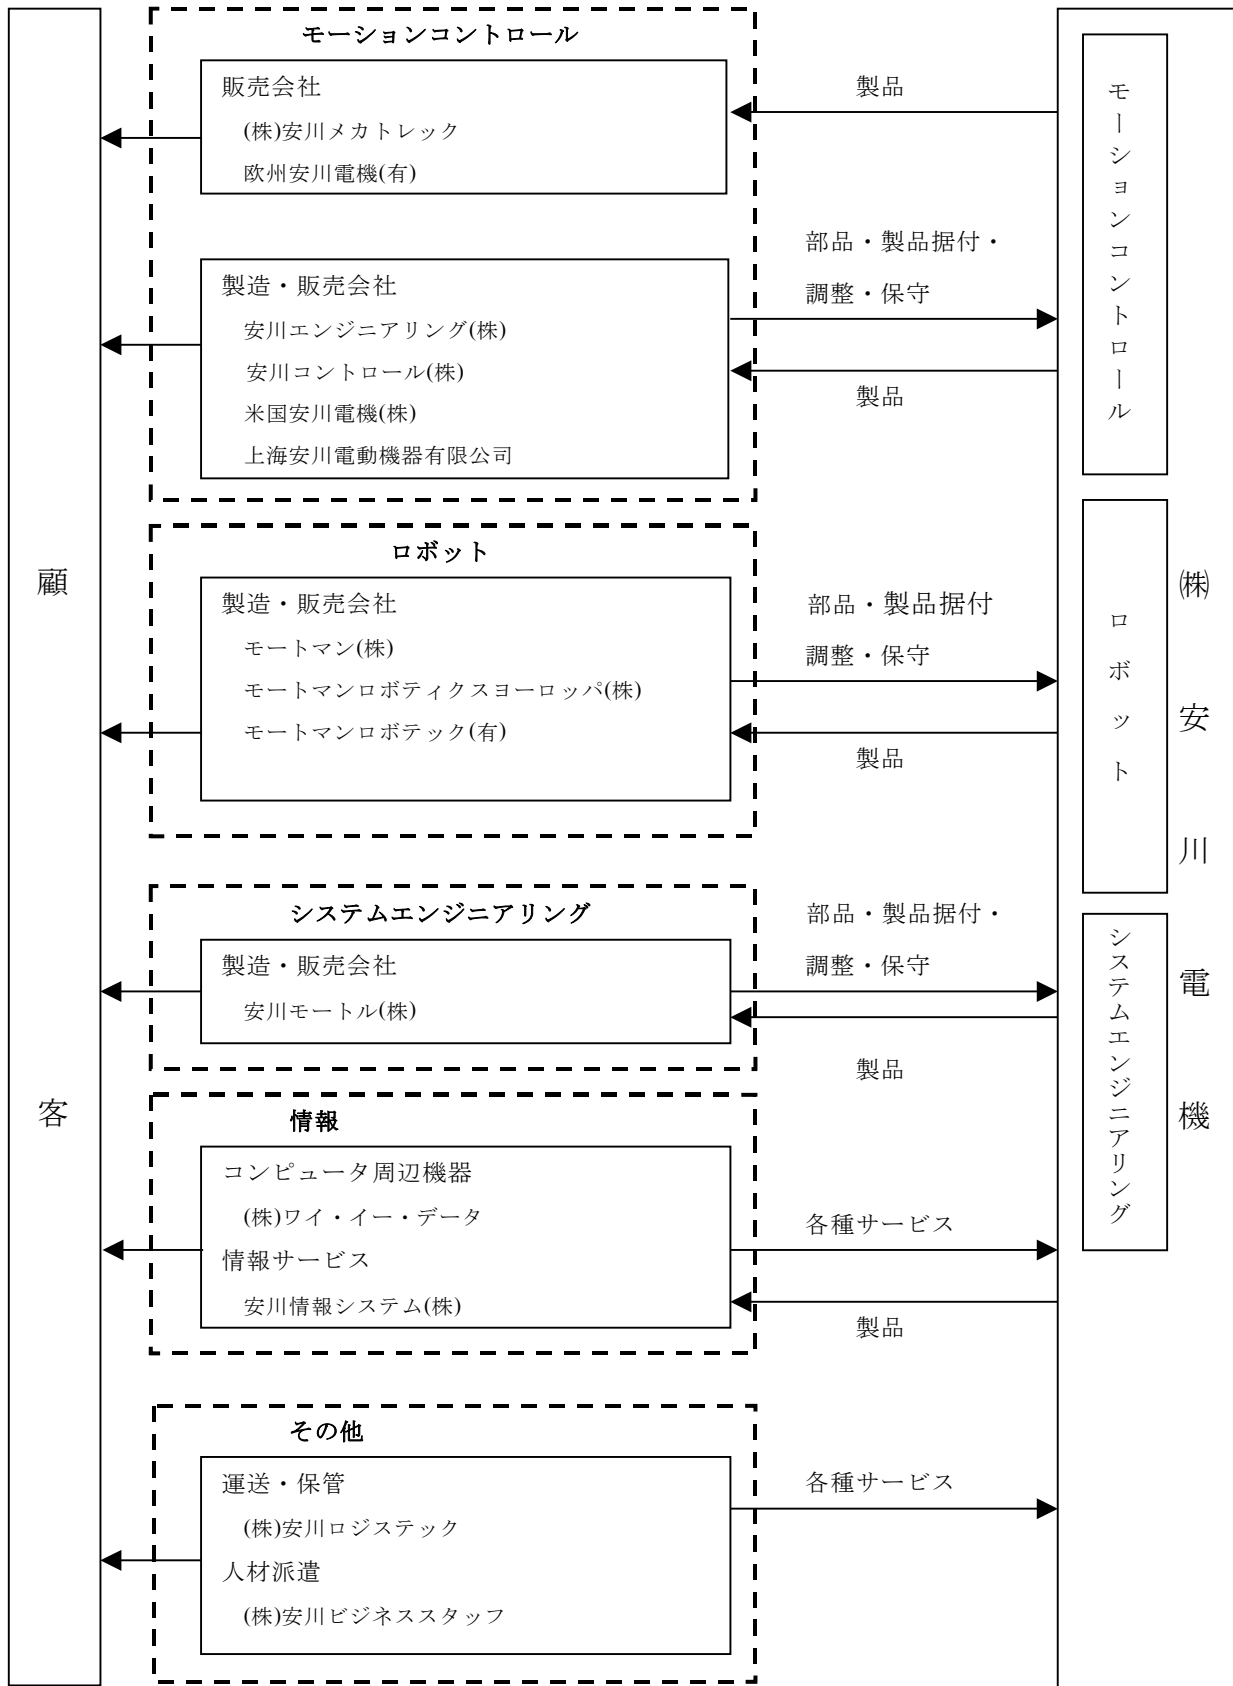 モーションコントロール
販売会社
(株)安川メカトレック
欧州安川電機(有)
製品
製造・販売会社
安川エンジニアリング(株)
安川コントロール(株)
米国安川電機(株)
上海安川電動機器有限公司
部品・製品据付・
調整・保守
製品
モーションコントロール
ロボット
製造・販売会社
モートマン(株)
モートマンロボティクスヨーロッパ(株)
モートマンロボテック(有)
部品・製品据付
調整・保守
製品
ロボット
システムエンジニアリング
製造・販売会社
安川モートル(株)
部品・製品据付・
調整・保守
製品
システムエンジニアリング
情報
コンピュータ周辺機器
(株)ワイ・イー・データ
情報サービス
安川情報システム(株)
各種サービス
製品
その他
運送・保管
(株)安川ロジステック
人材派遣
(株)安川ビジネススタッフ
各種サービス
顧客
㈱安川電機